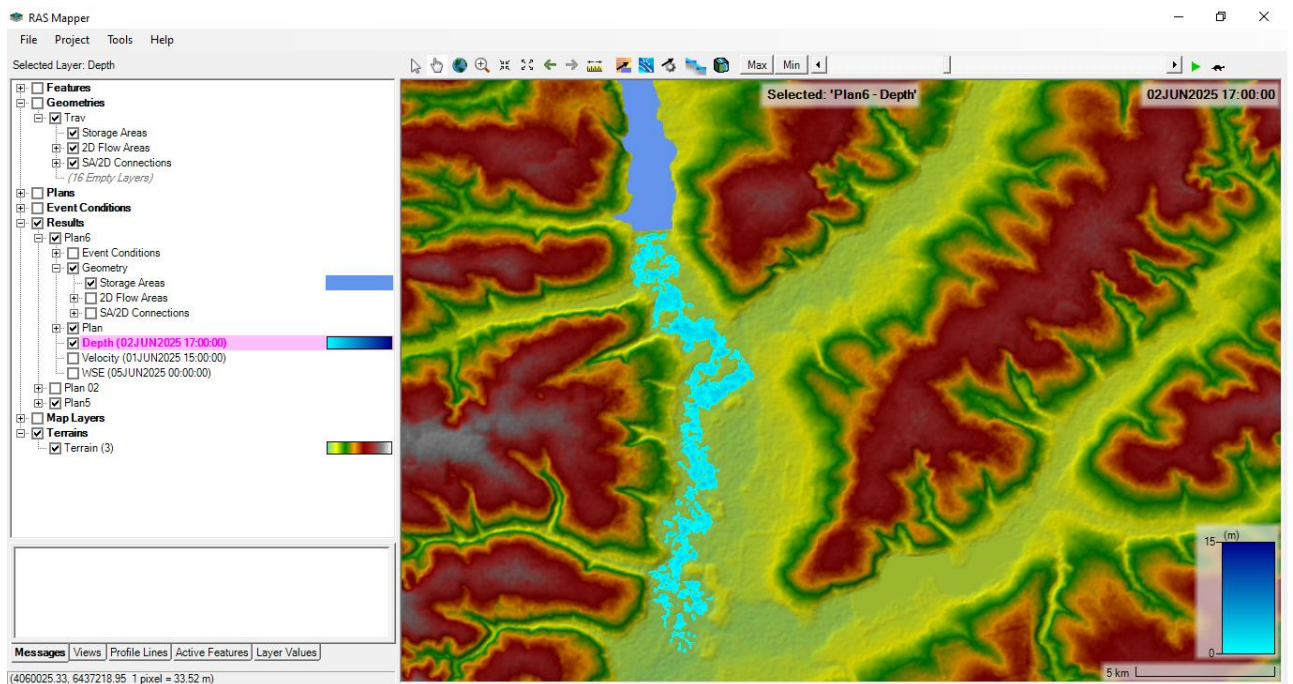 RAS Mapper
File Project Tools Help
Selected Layer: Depth
Max Min
Features
Geometries
Trav
Storage Areas
2D Flow Areas
SA/2D Connections
(16 Empty Layers)
Plans
Event Conditions
Results
Plan6
Event Conditions
Geometry
Storage Areas
2D Flow Areas
SA/2D Connections
Plan
Depth (02JUN2025 17:00:00)
Velocity (01JUN2025 15:00:00)
WSE (05JUN2025 00:00:00)
Plan 02
Plan5
Map Layers
Terrains
Terrain (3)
Selected: 'Plan6 - Depth'
02JUN2025 17:00:00
(m)
15
0
5 km
Messages Views Profile Lines Active Features Layer Values
(4060025.33, 6437218.95 1 pixel = 33.52 m)